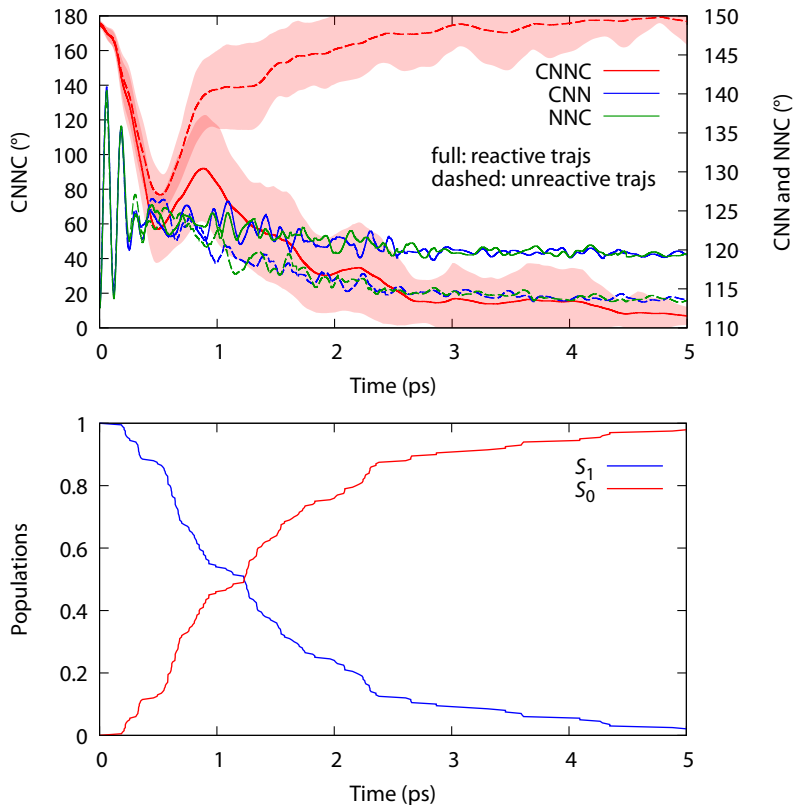 180
160
140
120
100
80
60
40
20
0
CNNC (°)
150
145
140
135
130
125
120
115
110
CNN and NNC (°)
CNNC
CNN
NNC
full: reactive trajs
dashed: unreactive trajs
0 1 2 3 4 5
Time (ps)
1
0.8
0.6
0.4
0.2
0
Populations
S1
S0
0 1 2 3 4 5
Time (ps)